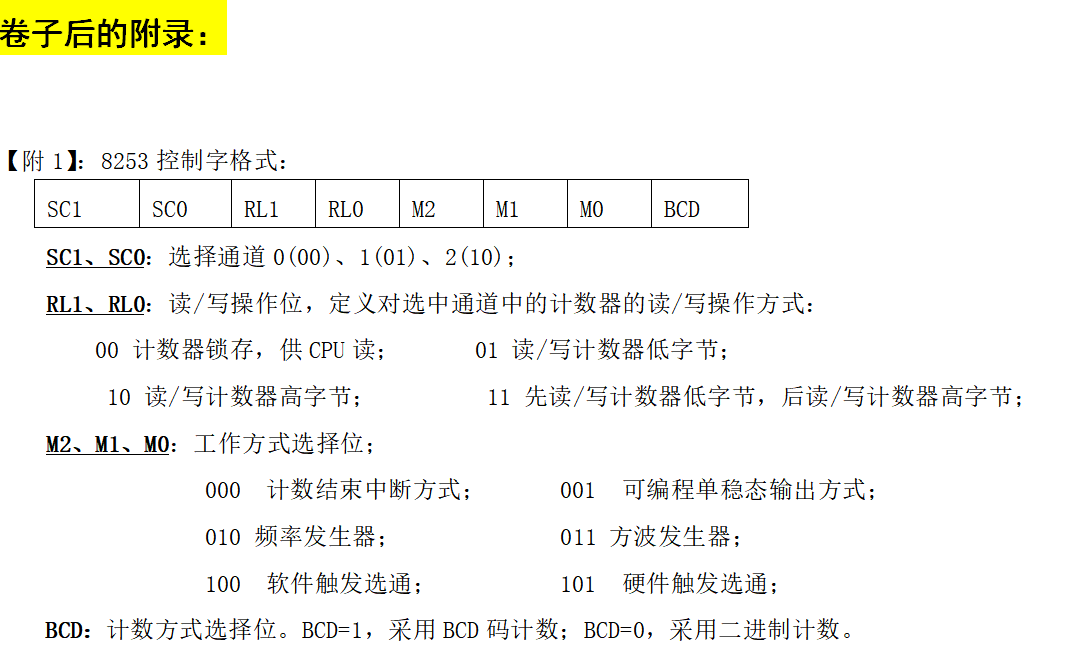 卷子后的附录：
【附 1】：8253 控制字格式：
SC1 SC0 RL1 RL0 M2 M1 M0 BCD
SC1、SC0：选择通道 0(00)、1(01)、2(10)；
RL1、RL0：读/写操作位，定义对选中通道中的计数器的读/写操作方式：
00 计数器锁存，供 CPU 读； 01 读/写计数器低字节；
10 读/写计数器高字节； 11 先读/写计数器低字节，后读/写计数器高字节；
M2、M1、M0：工作方式选择位；
000 计数结束中断方式； 001 可编程单稳态输出方式；
010 频率发生器； 011 方波发生器；
100 软件触发选通； 101 硬件触发选通；
BCD：计数方式选择位。BCD=1，采用 BCD 码计数；BCD=0，采用二进制计数。